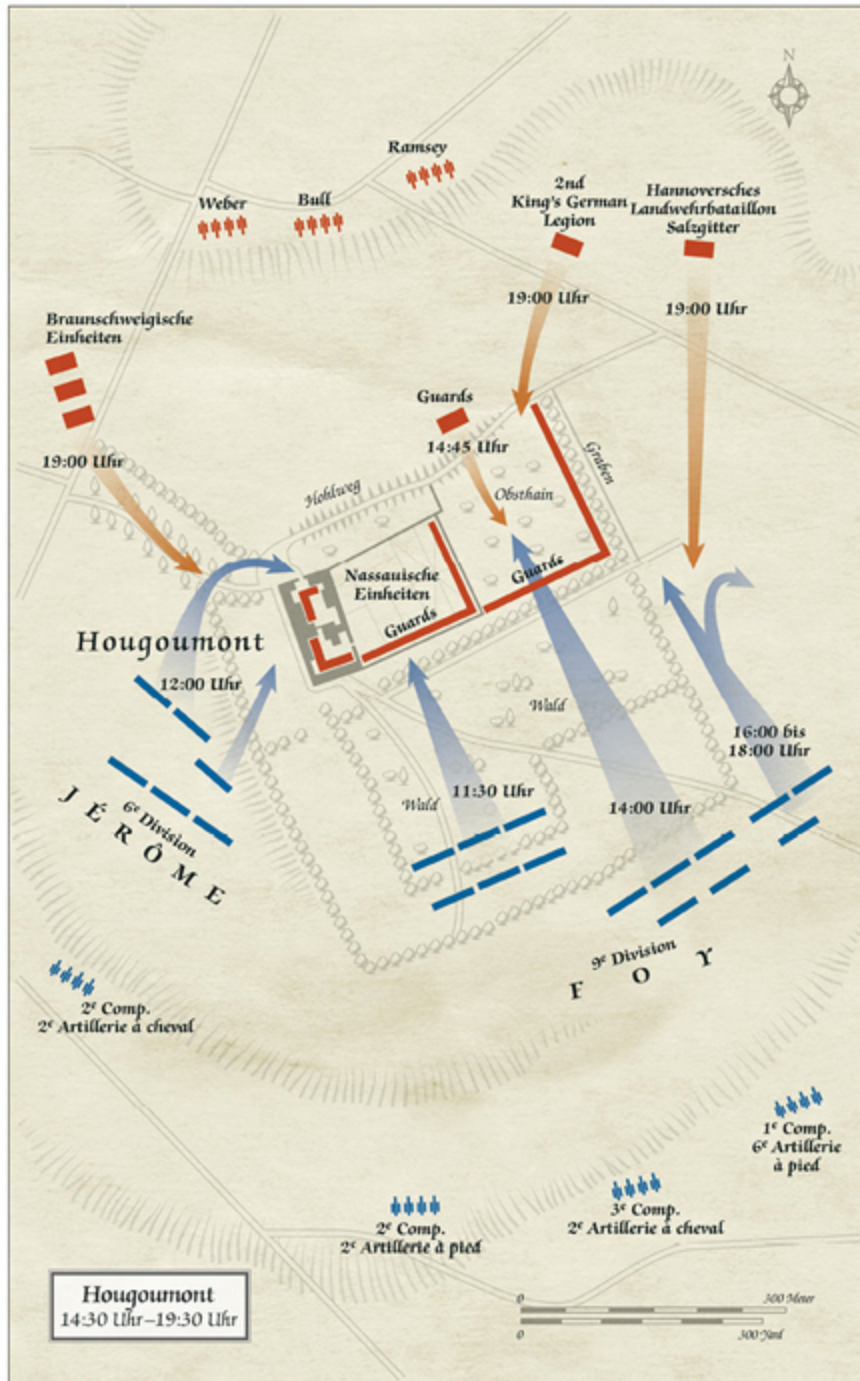 N
Ramsey
Weber
Bull
2nd
King's German
Legion
Hannoversches
Landwehrbataillon
Salzgitter
19:00 Uhr
19:00 Uhr
Braunschweigische
Einheiten
19:00 Uhr
Guards
14:45 Uhr
Hohlweg
Obsthain
Graben
Nassauische
Einheiten
Guards
Guards
Hougoumont
12:00 Uhr
Wald
Wald
11:30 Uhr
14:00 Uhr
16:00 bis
18:00 Uhr
6e Division
JÉRÔME
9e Division
FOY
2e Comp.
2e Artillerie à cheval
1e Comp.
6e Artillerie
à pied
3e Comp.
2e Artillerie à cheval
2e Comp.
2e Artillerie à pied
Hougoumont
14:30 Uhr–19:30 Uhr
0 300 Meter
0 300 Yard